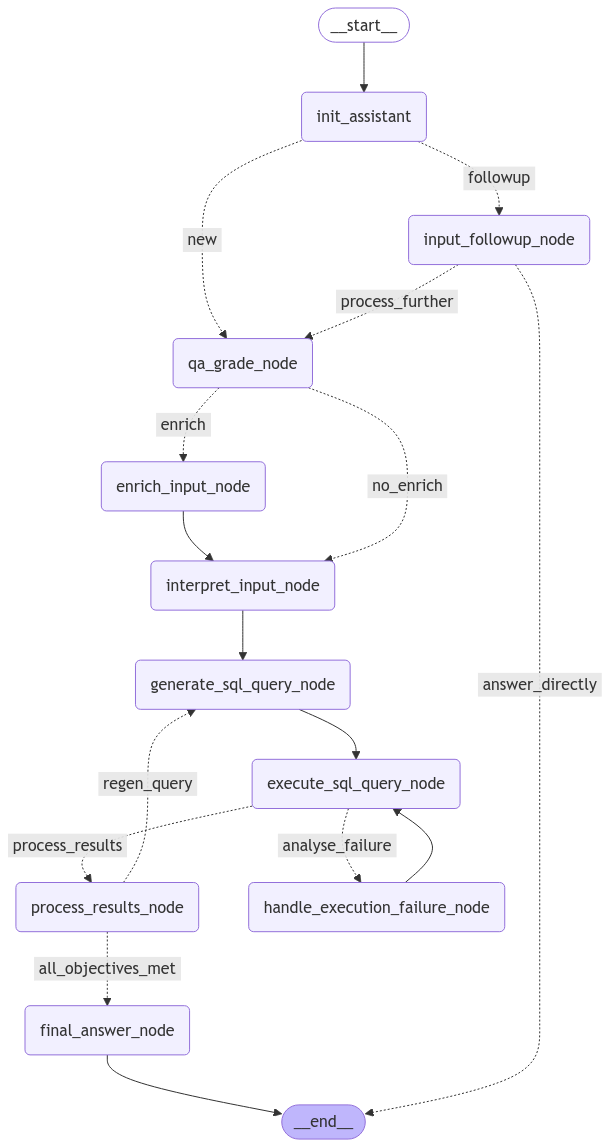 __start__
init_assistant
followup
new
input_followup_node
process_further
qa_grade_node
enrich
enrich_input_node
no_enrich
interpret_input_node
generate_sql_query_node
answer_directly
regen_query
execute_sql_query_node
process_results
analyse_failure
process_results_node
handle_execution_failure_node
all_objectives_met
final_answer_node
__end__